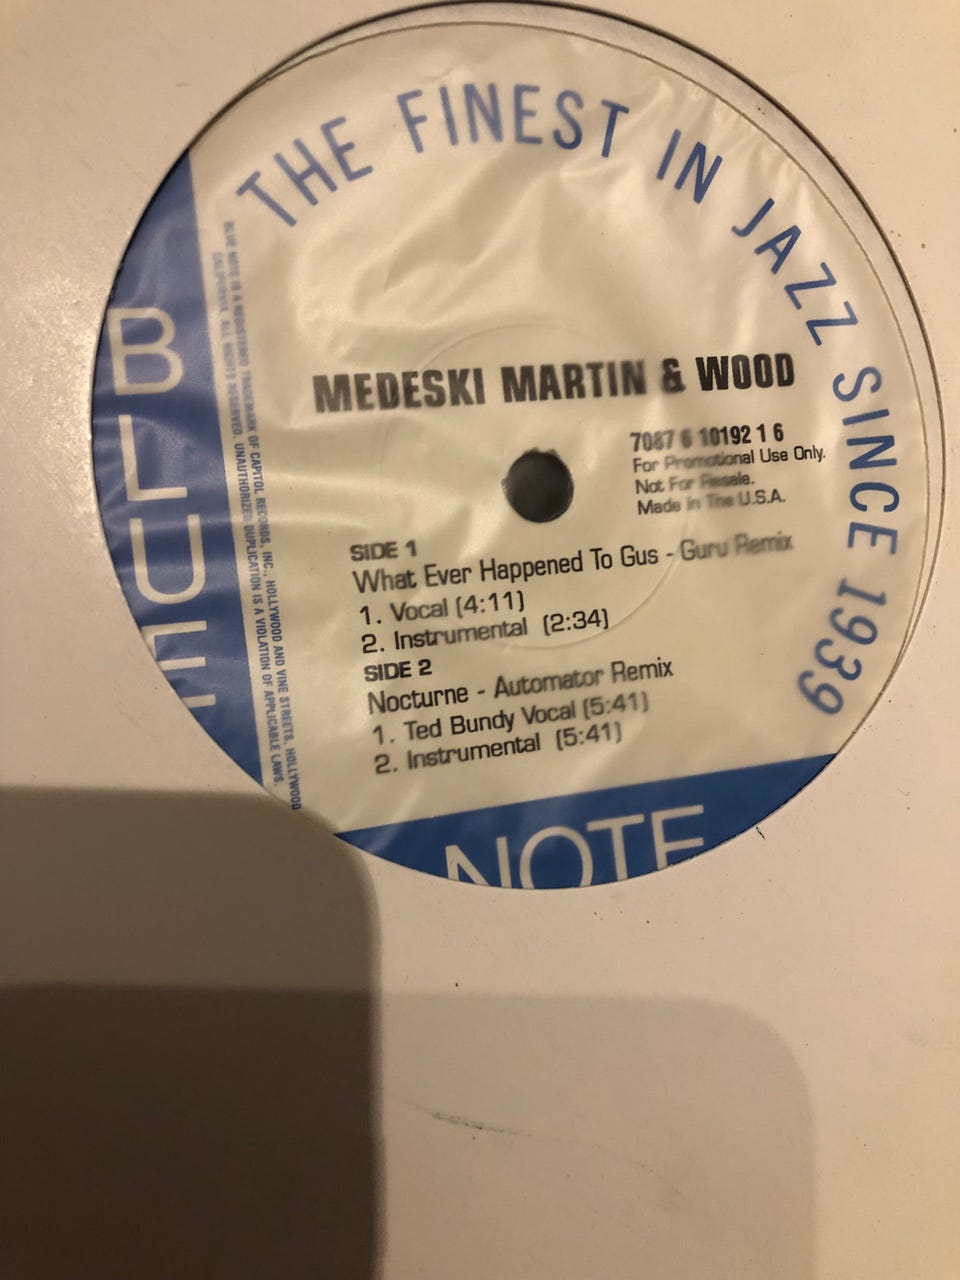 THE FINEST IN JAZZ SINCE 1939
BLUE
NOTE
BLUE NOTE IS A REGISTERED TRADEMARK OF CAPITOL RECORDS, INC., HOLLYWOOD AND VINE STREETS, HOLLYWOOD
CALIFORNIA. ALL RIGHTS RESERVED. UNAUTHORIZED DUPLICATION IS A VIOLATION OF APPLICABLE LAWS.
MEDESKI MARTIN & WOOD
7087 6 10192 1 6
For Promotional Use Only.
Not For Resale.
Made in The U.S.A.
SIDE 1
What Ever Happened To Gus - Guru Remix
1. Vocal (4:11)
2. Instrumental (2:34)
SIDE 2
Nocturne - Automator Remix
1. Ted Bundy Vocal (5:41)
2. Instrumental (5:41)